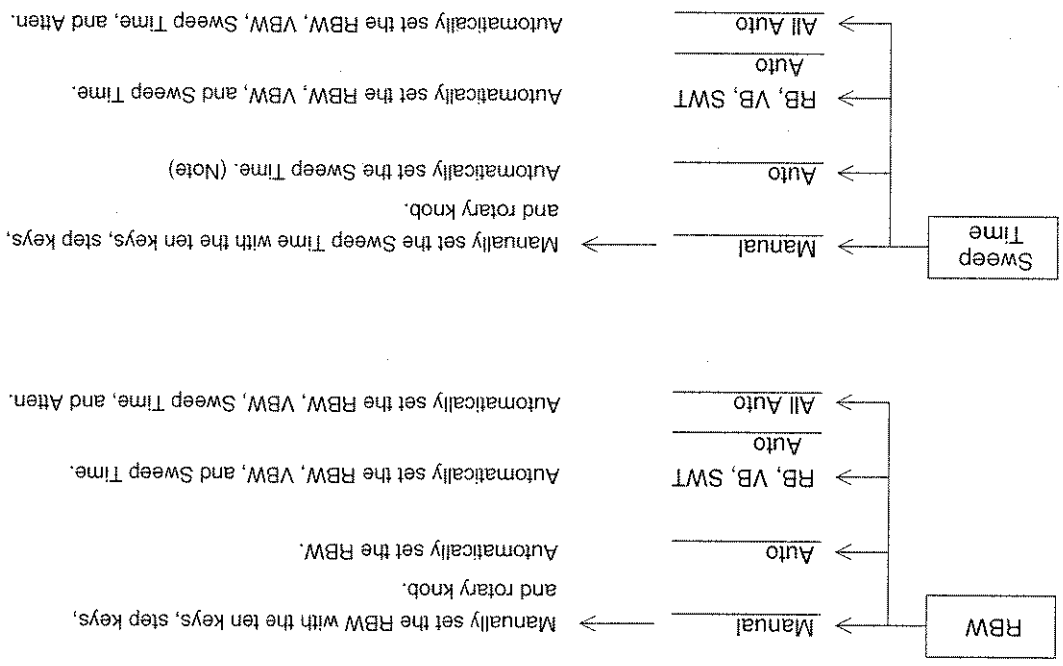 RBW
Manual
Manually set the RBW with the ten keys, step keys,
and rotary knob.
Auto
Automatically set the RBW.
RB, VB, SWT
Auto
Automatically set the RBW, VBW, and Sweep Time.
All Auto
Automatically set the RBW, VBW, Sweep Time, and Atten.
Sweep
Time
Manual
Manually set the Sweep Time with the ten keys, step keys,
and rotary knob.
Auto
Automatically set the Sweep Time. (Note)
RB, VB, SWT
Auto
Automatically set the RBW, VBW, and Sweep Time.
All Auto
Automatically set the RBW, VBW, Sweep Time, and Atten.